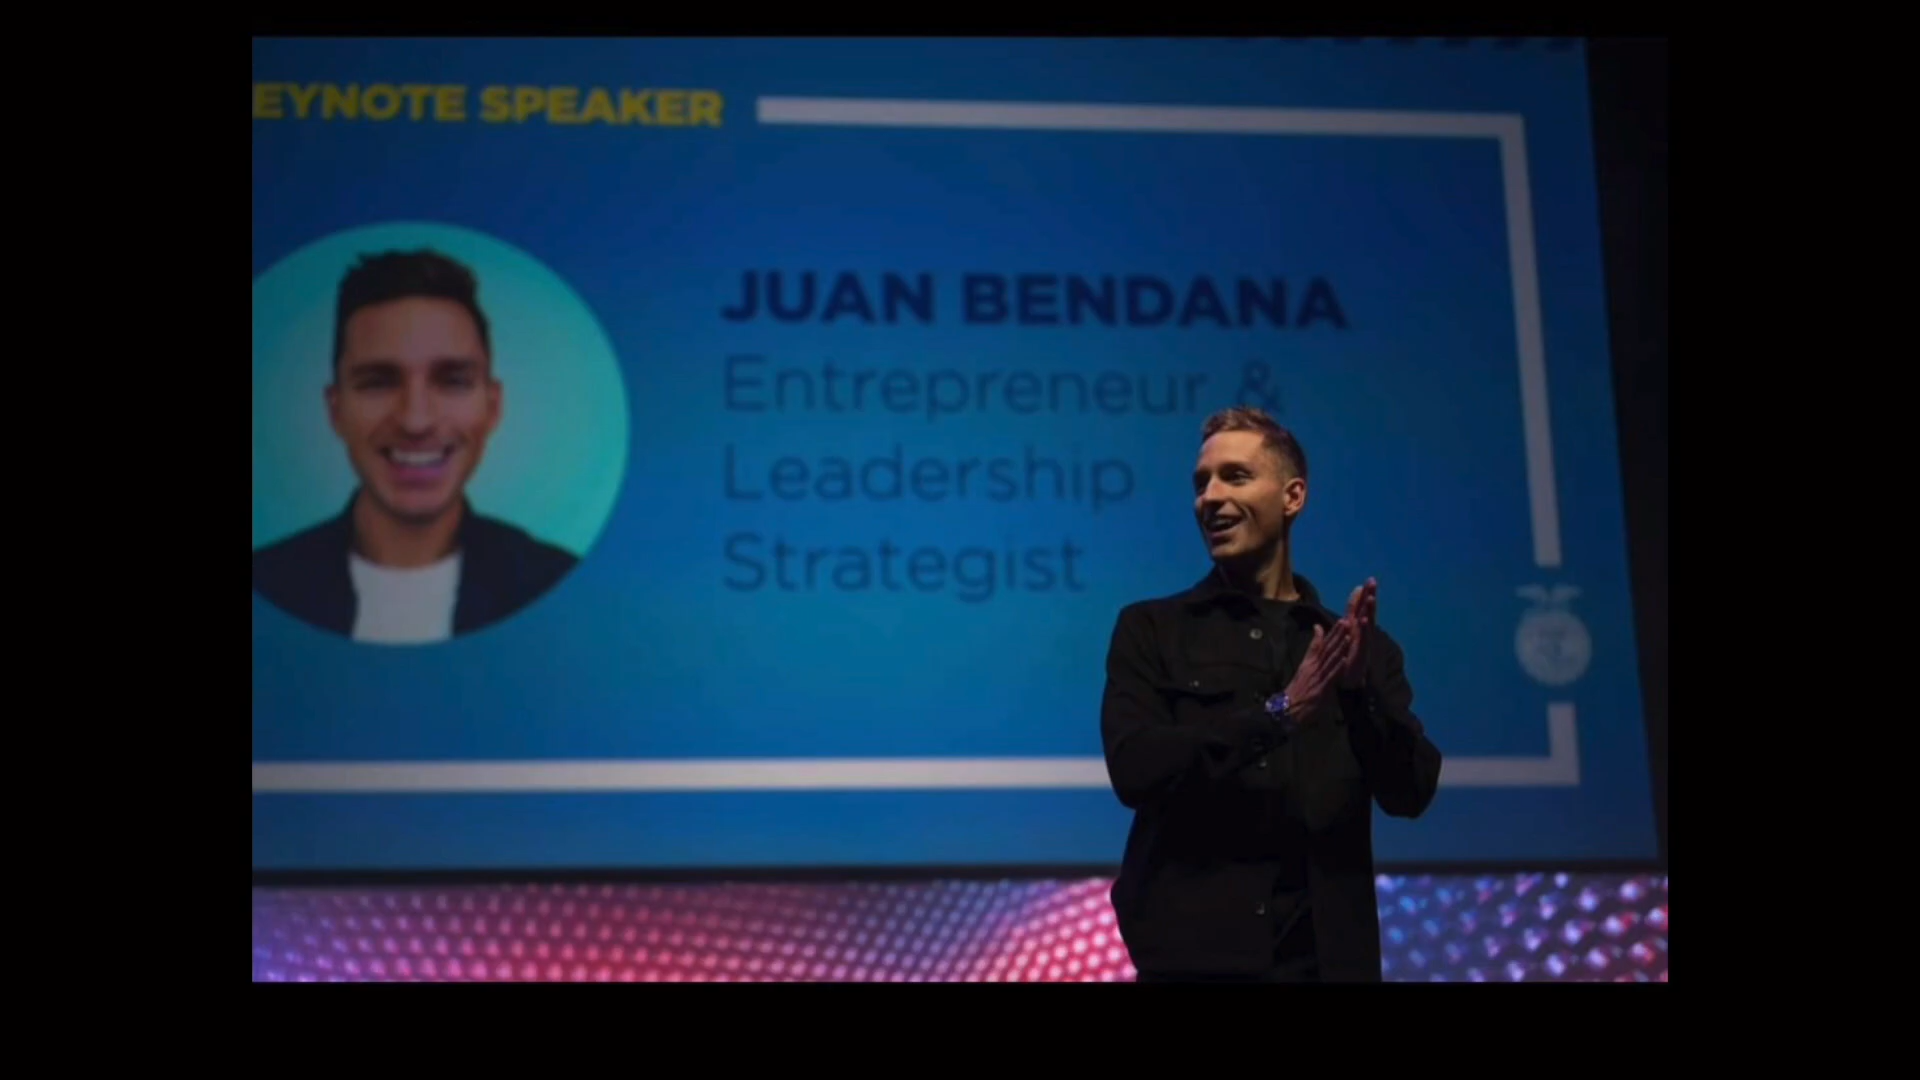 EYNOTE SPEAKER
JUAN BENDANA
Entrepreneur &
Leadership
Strategist